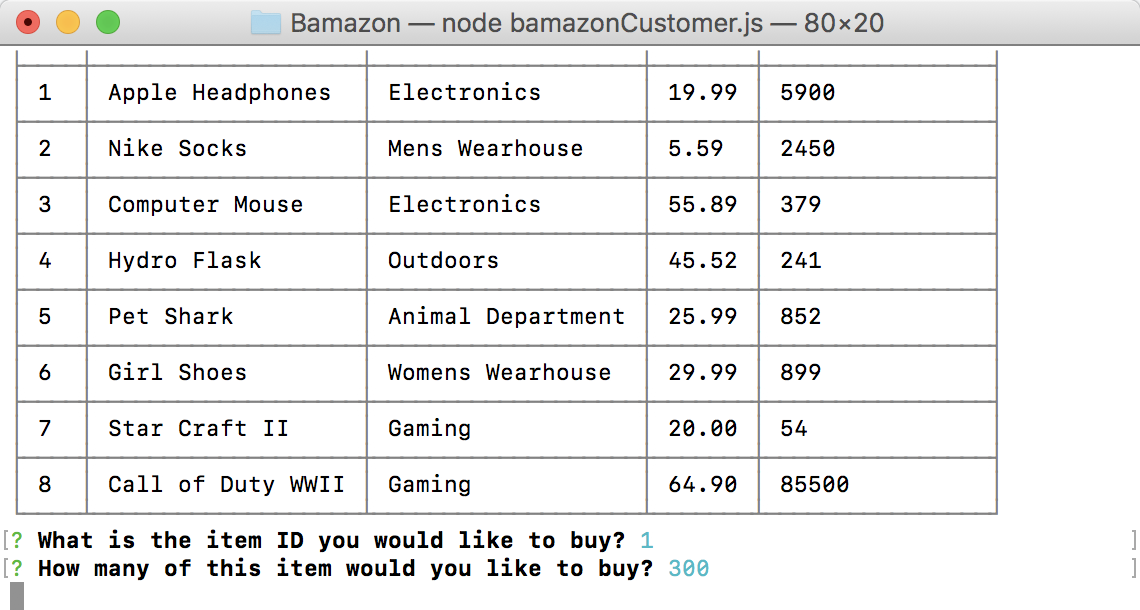 Bamazon — node bamazonCustomer.js — 80×20
1 Apple Headphones Electronics 19.99 5900
2 Nike Socks Mens Wearhouse 5.59 2450
3 Computer Mouse Electronics 55.89 379
4 Hydro Flask Outdoors 45.52 241
5 Pet Shark Animal Department 25.99 852
6 Girl Shoes Womens Wearhouse 29.99 899
7 Star Craft II Gaming 20.00 54
8 Call of Duty WWII Gaming 64.90 85500
[? What is the item ID you would like to buy? 1 ]
[? How many of this item would you like to buy? 300 ]